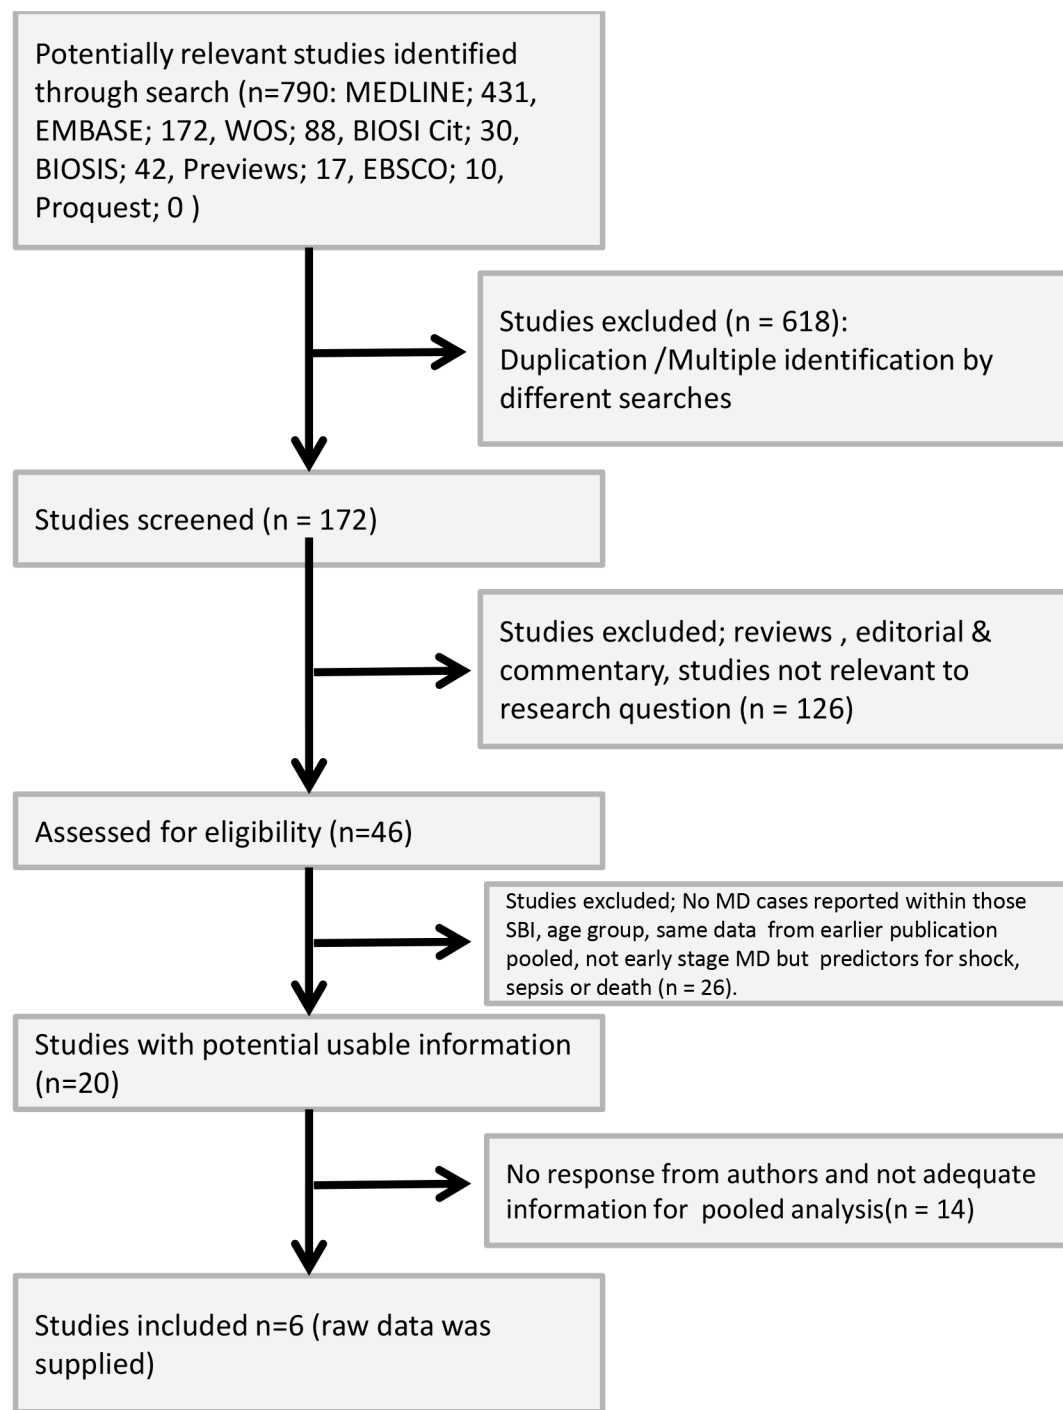 Potentially relevant studies identified
through search (n=790: MEDLINE; 431,
EMBASE; 172, WOS; 88, BIOSI Cit; 30,
BIOSIS; 42, Previews; 17, EBSCO; 10,
Proquest; 0 )
Studies excluded (n = 618):
Duplication /Multiple identification by
different searches
Studies screened (n = 172)
Studies excluded; reviews , editorial &
commentary, studies not relevant to
research question (n = 126)
Assessed for eligibility (n=46)
Studies excluded; No MD cases reported within those
SBI, age group, same data  from earlier publication
pooled, not early stage MD but  predictors for shock,
sepsis or death (n = 26).
Studies with potential usable information
(n=20)
No response from authors and not adequate
information for  pooled analysis(n = 14)
Studies included n=6 (raw data was
supplied)